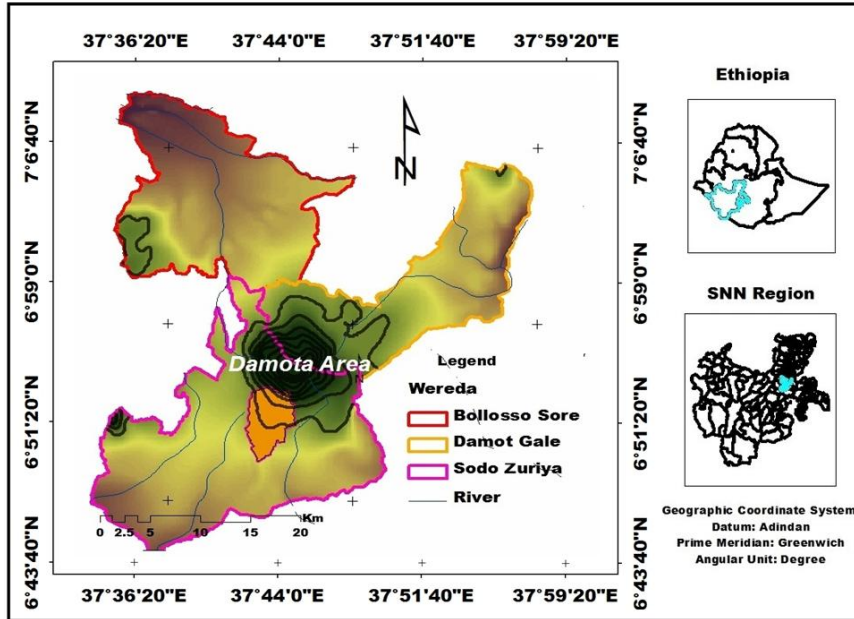 37°36'20"E 37°44'0"E 37°51'40"E 37°59'20"E
7°6'40"N
6°59'0"N
6°51'20"N
6°43'40"N
N
Damota Area
Legend
Wereda
Bollosso Sore
Damot Gale
Sodo Zuriya
River
Km
0 2.5 5 10 15 20
7°6'40"N
6°59'0"N
6°51'20"N
6°43'40"N
37°36'20"E 37°44'0"E 37°51'40"E 37°59'20"E
Ethiopia
SNN Region
Geographic Coordinate System
Datum: Adindan
Prime Meridian: Greenwich
Angular Unit: Degree